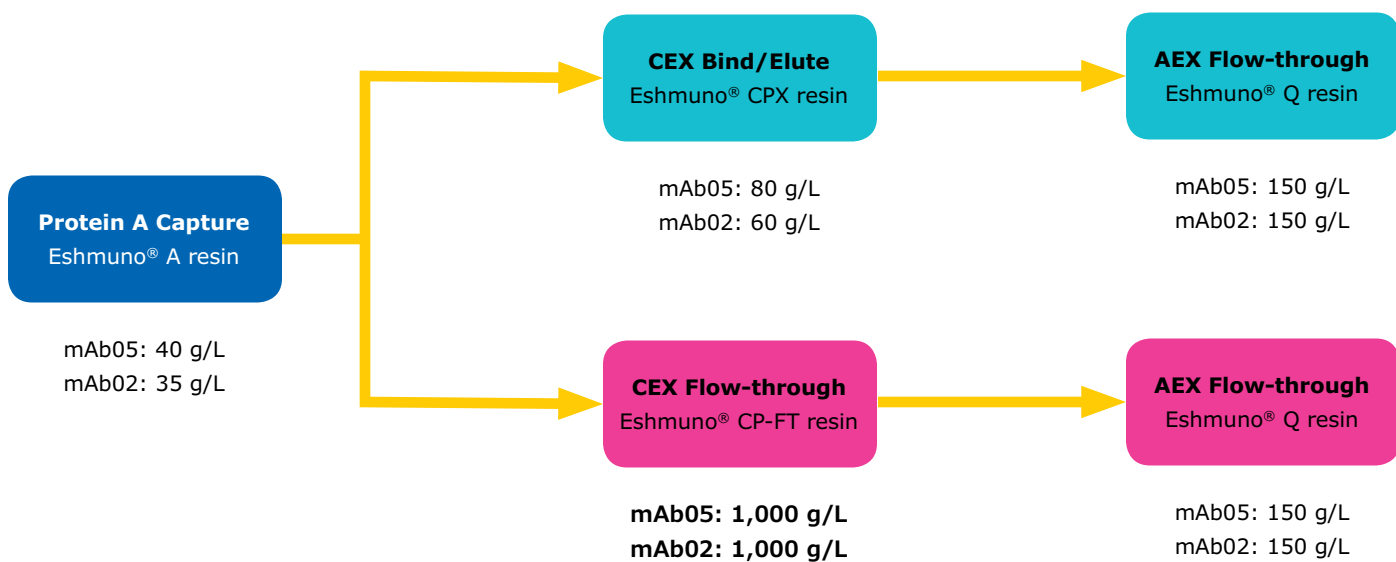 Protein A Capture
Eshmuno® A resin
mAb05: 40 g/L
mAb02: 35 g/L
CEX Bind/Elute
Eshmuno® CPX resin
mAb05: 80 g/L
mAb02: 60 g/L
AEX Flow-through
Eshmuno® Q resin
mAb05: 150 g/L
mAb02: 150 g/L
CEX Flow-through
Eshmuno® CP-FT resin
mAb05: 1,000 g/L
mAb02: 1,000 g/L
AEX Flow-through
Eshmuno® Q resin
mAb05: 150 g/L
mAb02: 150 g/L